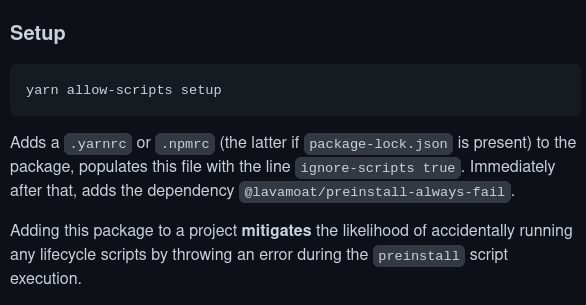 Setup
yarn allow-scripts setup
Adds a .yarnrc or .npmrc (the latter if package-lock.json is present) to the
package, populates this file with the line ignore-scripts true. Immediately
after that, adds the dependency @lavamoat/preinstall-always-fail.
Adding this package to a project mitigates the likelihood of accidentally running
any lifecycle scripts by throwing an error during the preinstall script
execution.